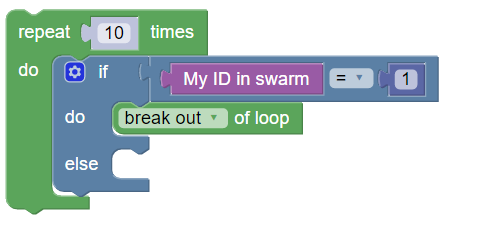 repeat 10 times
do if My ID in swarm = 1
do break out of loop
else